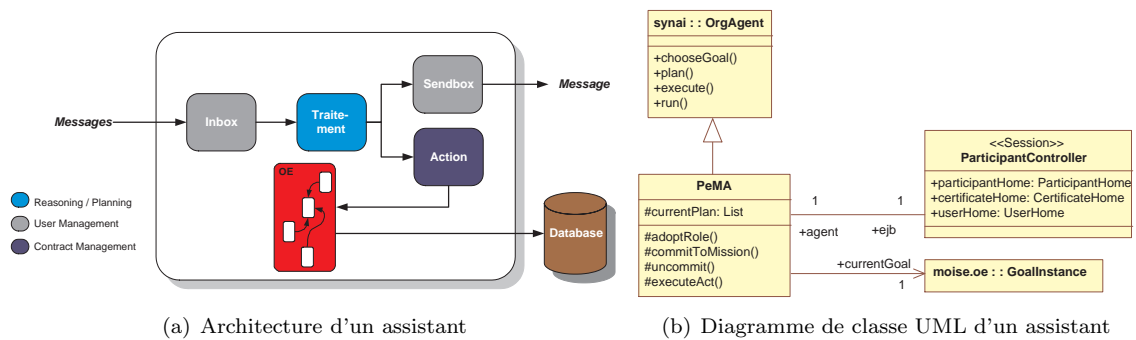 Messages
Inbox
Traite-
ment
Sendbox
Message
Action
OE
Database
Reasoning / Planning
User Management
Contract Management
(a) Architecture d'un assistant
synai : : OrgAgent
+chooseGoal()
+plan()
+execute()
+run()
PeMA
#currentPlan: List
#adoptRole()
#commitToMission()
#uncommit()
#executeAct()
1
1
+agent
+ejb
<<Session>>
ParticipantController
+participantHome: ParticipantHome
+certificateHome: CertificateHome
+userHome: UserHome
+currentGoal
1
moise.oe : : GoalInstance
(b) Diagramme de classe UML d'un assistant